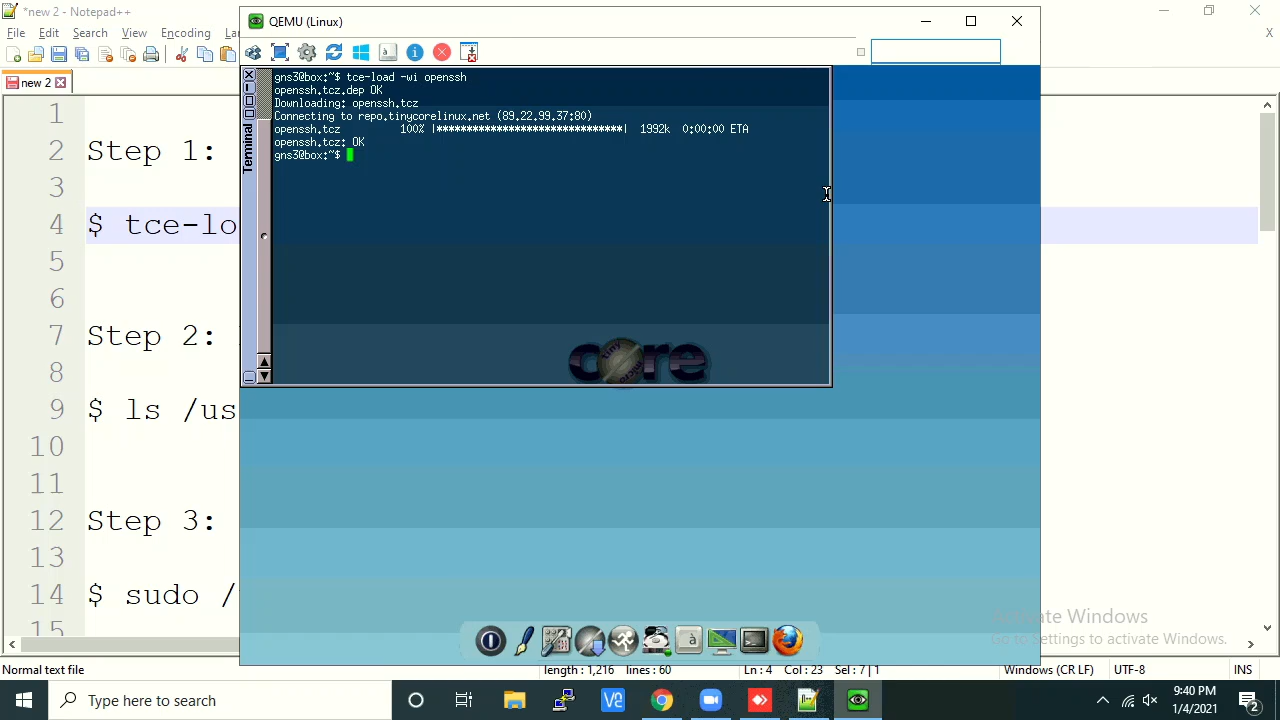 *new 2 - Notepad++
File Edit Search View Encoding La
X
new 2
QEMU (Linux)
à
Terminal
gns3@box:~$ tce-load -wi openssh
openssh.tcz.dep OK
Downloading: openssh.tcz
Connecting to repo.tinycorelinux.net (89.22.99.37:80)
openssh.tcz 100% |*******************************| 1992k 0:00:00 ETA
openssh.tcz: OK
gns3@box:~$
core
tiny
1
2 Step 1:
3
4 $ tce-lo
5
6
7 Step 2:
8
9 $ ls /us
10
11
12 Step 3:
13
14 $ sudo /
15
à
Activate Windows
Go to Settings to activate Windows.
Normal text file length : 1,216 lines : 60 Ln : 4 Col : 23 Sel : 7 | 1 Windows (CR LF) UTF-8 INS
Type here to search
9:40 PM
1/4/2021
2